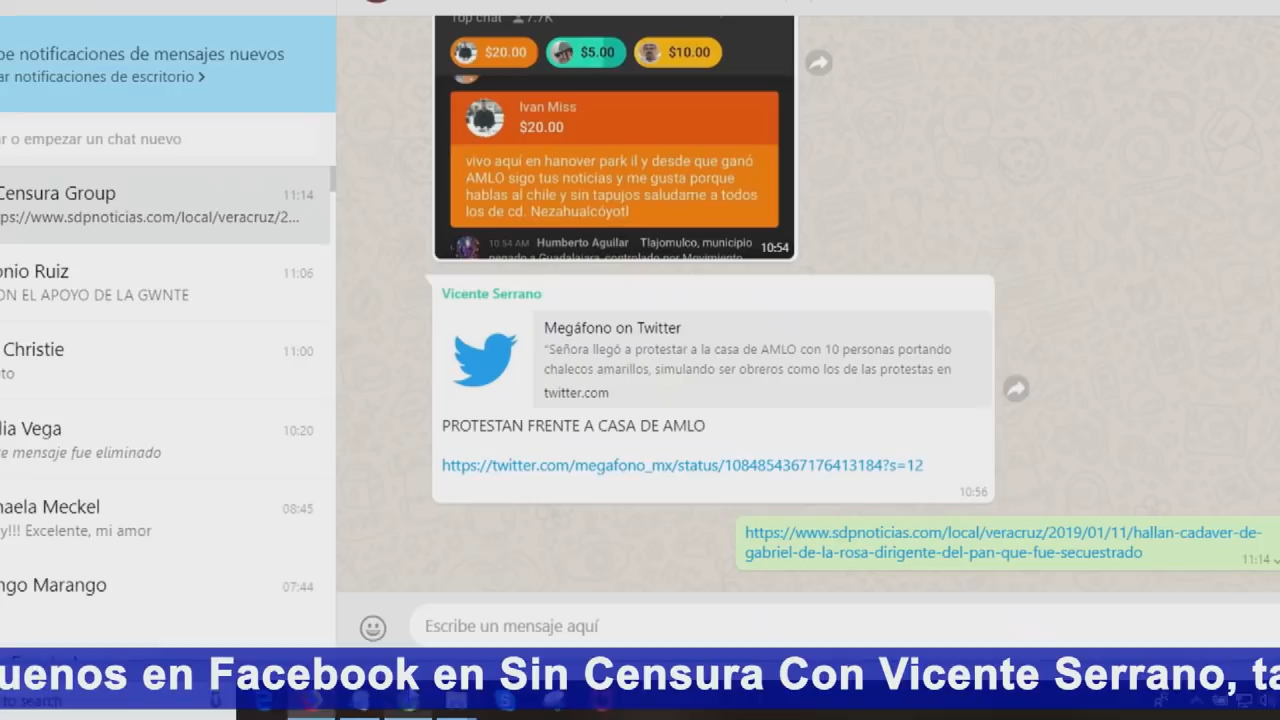 be notificaciones de mensajes nuevos
ar notificaciones de escritorio >
r o empezar un chat nuevo
Censura Group
11:14
ps://www.sdpnoticias.com/local/veracruz/2...
onio Ruiz
11:06
ON EL APOYO DE LA GWNTE
Christie
11:00
to
lia Vega
10:20
e mensaje fue eliminado
naela Meckel
08:45
y!!! Excelente, mi amor
ngo Marango
07:44
to search
Top chat 7.7K
$20.00 $5.00 $10.00
Ivan Miss
$20.00
vivo aquí en hanover park il y desde que ganó
AMLO sigo tus noticias y me gusta porque
hablas al chile y sin tapujos saludame a todos
los de cd. Nezahualcóyotl
10:54 AM Humberto Aguilar Tlajomulco, municipio
pegado a Guadalajara, controlado por Movimiento
10:54
Vicente Serrano
Megáfono on Twitter
“Señora llegó a protestar a la casa de AMLO con 10 personas portando
chalecos amarillos, simulando ser obreros como los de las protestas en
twitter.com
PROTESTAN FRENTE A CASA DE AMLO
https://twitter.com/megafono_mx/status/1084854367176413184?s=12
10:56
https://www.sdpnoticias.com/local/veracruz/2019/01/11/hallan-cadaver-de-
gabriel-de-la-rosa-dirigente-del-pan-que-fue-secuestrado
11:14
Escribe un mensaje aquí
uenos en Facebook en Sin Censura Con Vicente Serrano, ta